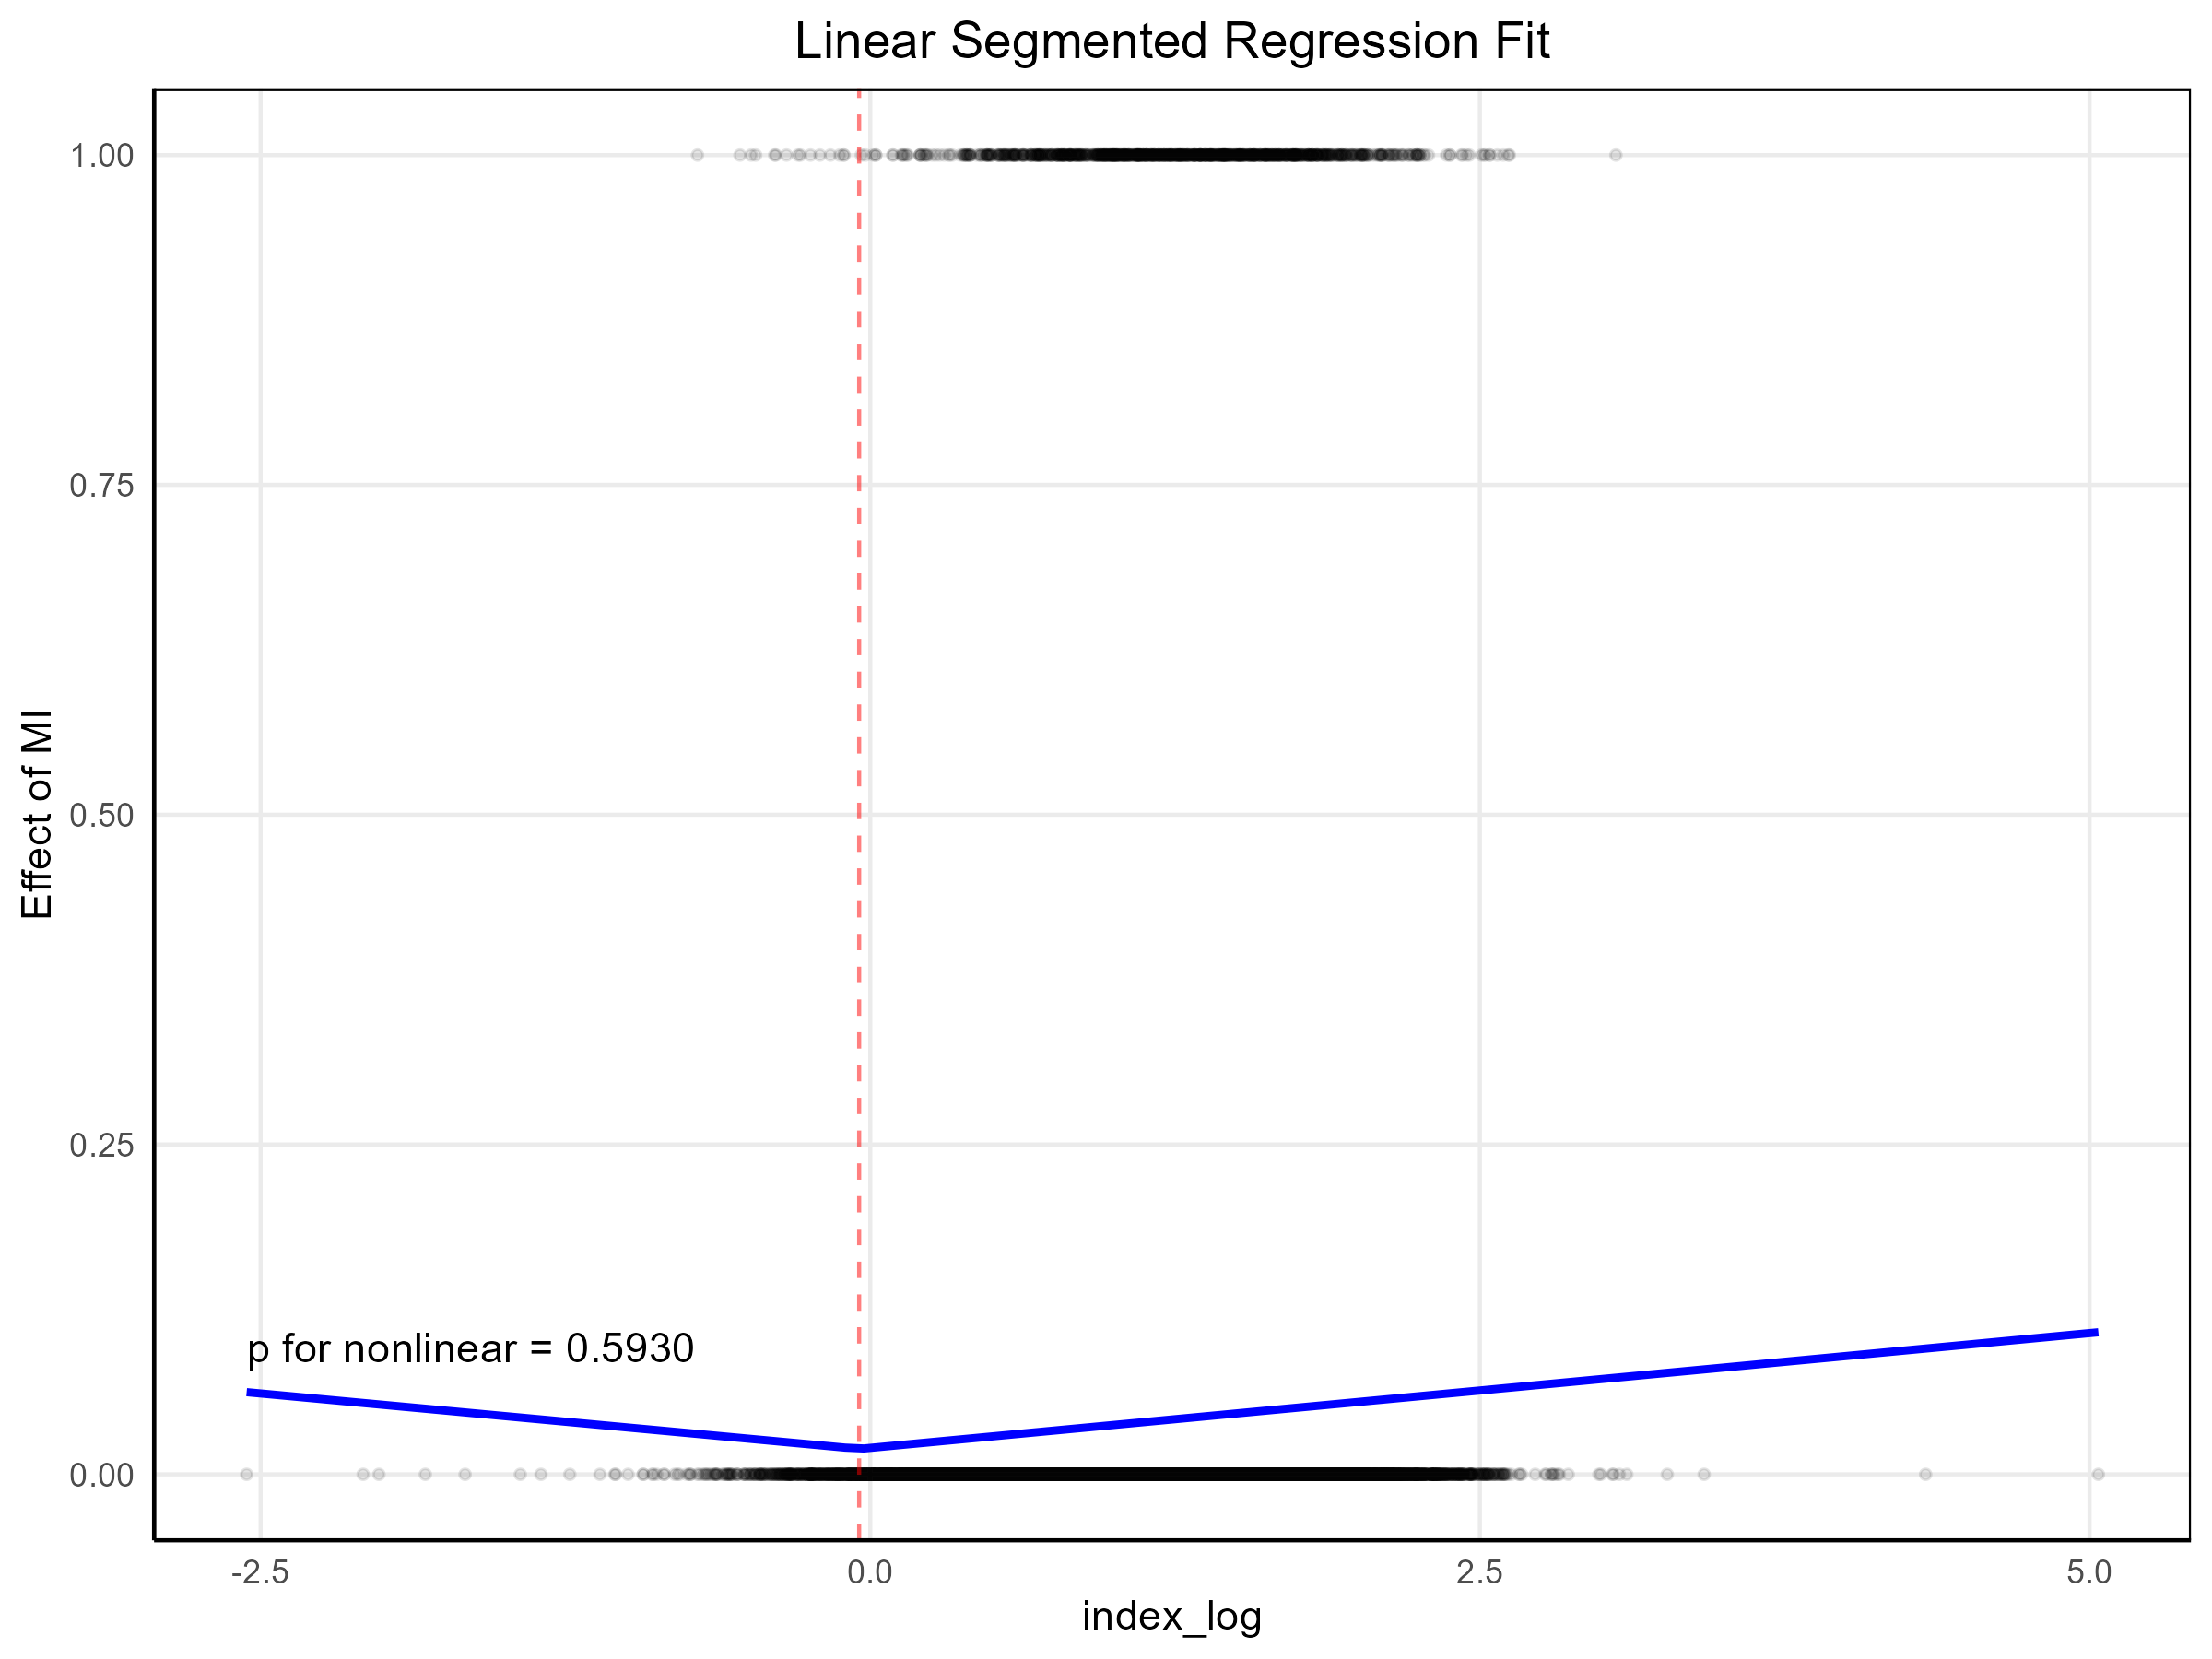 Linear Segmented Regression Fit
1.00
0.75
0.50
0.25
0.00
Effect of MI
p for nonlinear = 0.5930
-2.5
0.0
2.5
5.0
index_log